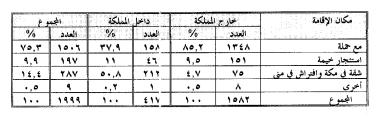 مكان الإقامة خارج المملكة داخل المملكة المجموع
العدد % العدد % العدد %
مع حملة ١٣٤٨ ٨٥,٢ ١٥٨ ٣٧,٩ ١٥٠٦ ٧٥,٣
استئجار خيمة ١٥١ ٩,٥ ٤٦ ١١ ١٩٧ ٩,٩
شقة في مكة وافتراش في منى ٧٥ ٤,٧ ٢١٢ ٥٠,٨ ٢٨٧ ١٤,٤
أخرى ٨ ٠,٥ ١ ٠,٢ ٩ ٠,٥
المجموع ١٥٨٢ ١٠٠ ٤١٧ ١٠٠ ١٩٩٩ ١٠٠